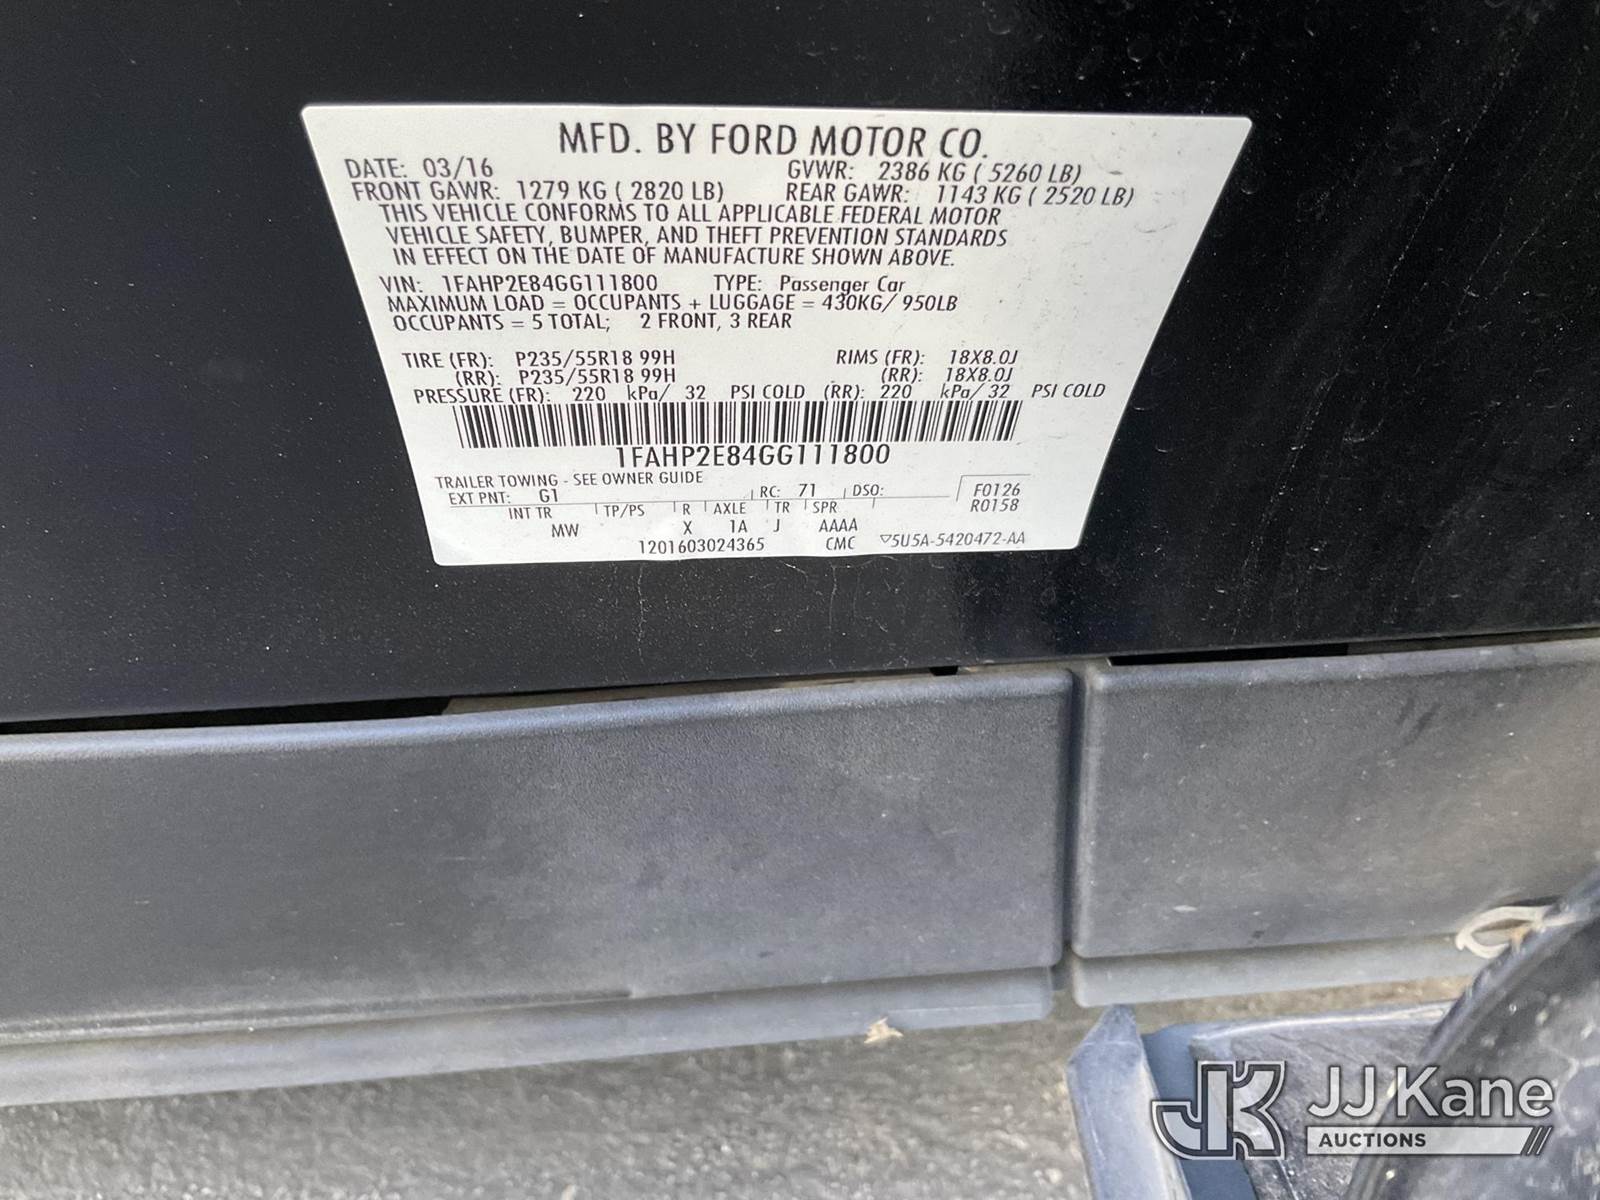 MFD. BY FORD MOTOR CO.
DATE: 03/16 GVWR: 2386 KG ( 5260 LB)
FRONT GAWR: 1279 KG ( 2820 LB) REAR GAWR: 1143 KG ( 2520 LB)
THIS VEHICLE CONFORMS TO ALL APPLICABLE FEDERAL MOTOR
VEHICLE SAFETY, BUMPER, AND THEFT PREVENTION STANDARDS
IN EFFECT ON THE DATE OF MANUFACTURE SHOWN ABOVE.
VIN: 1FAHP2E84GG111800 TYPE: Passenger Car
MAXIMUM LOAD = OCCUPANTS + LUGGAGE = 430KG/ 950LB
OCCUPANTS = 5 TOTAL; 2 FRONT, 3 REAR
TIRE (FR): P235/55R18 99H RIMS (FR): 18X8.0J
(RR): P235/55R18 99H (RR): 18X8.0J
PRESSURE (FR): 220 kPa/ 32 PSI COLD (RR): 220 kPa/ 32 PSI COLD
1FAHP2E84GG111800
TRAILER TOWING - SEE OWNER GUIDE
EXT PNT: G1 RC: 71 DSO: F0126
R0158
INT TR TP/PS R AXLE TR SPR
MW X 1A J AAAA
1201603024365 CMC ▽5U5A-5420472-AA
JK JJ Kane
AUCTIONS